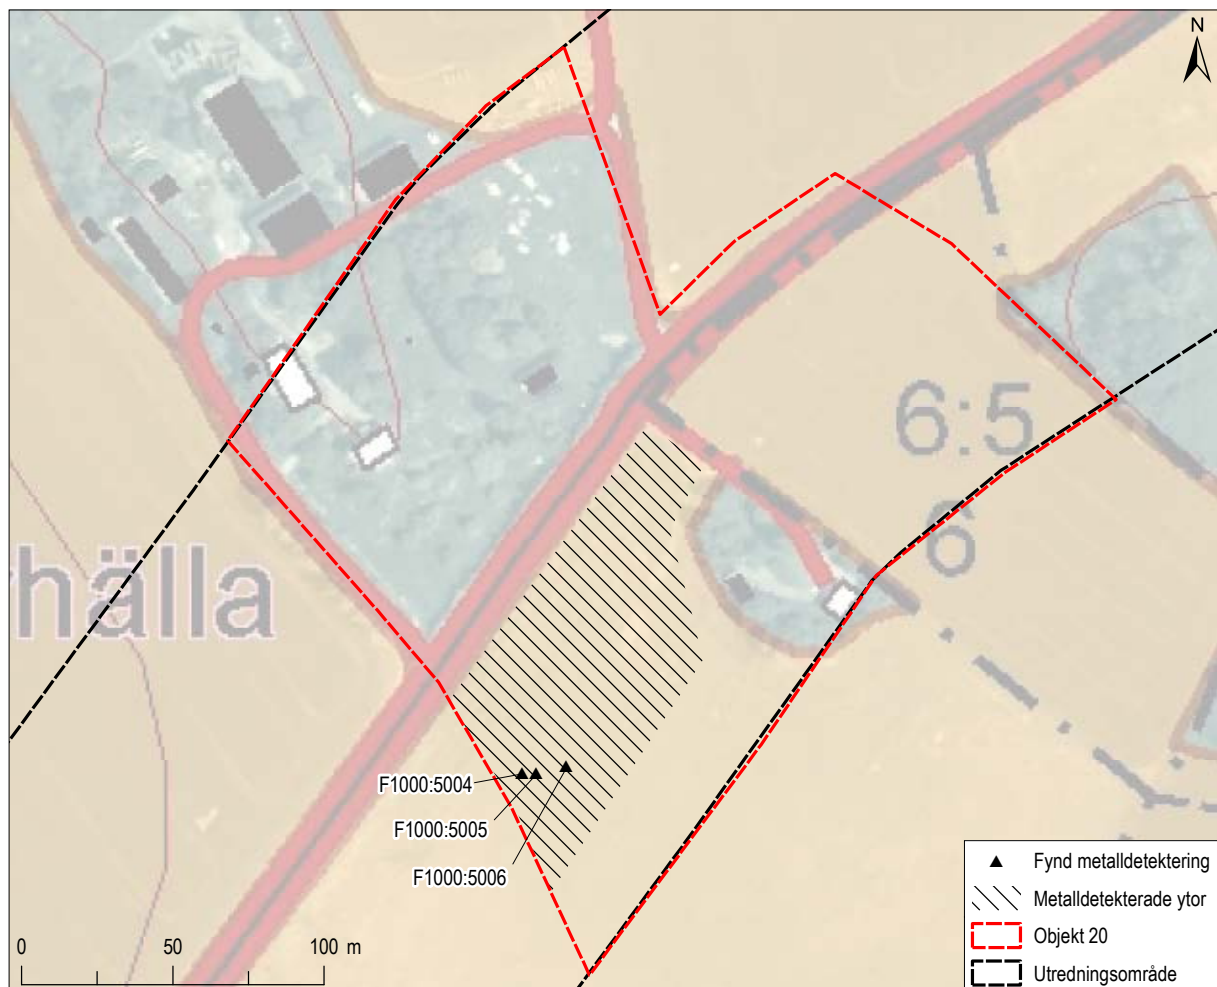 N
6:5
6
hälla
F1000:5004
F1000:5005
F1000:5006
0 50 100 m
Fynd metalldetektering
Metalldetekterade ytor
Objekt 20
Utredningsområde